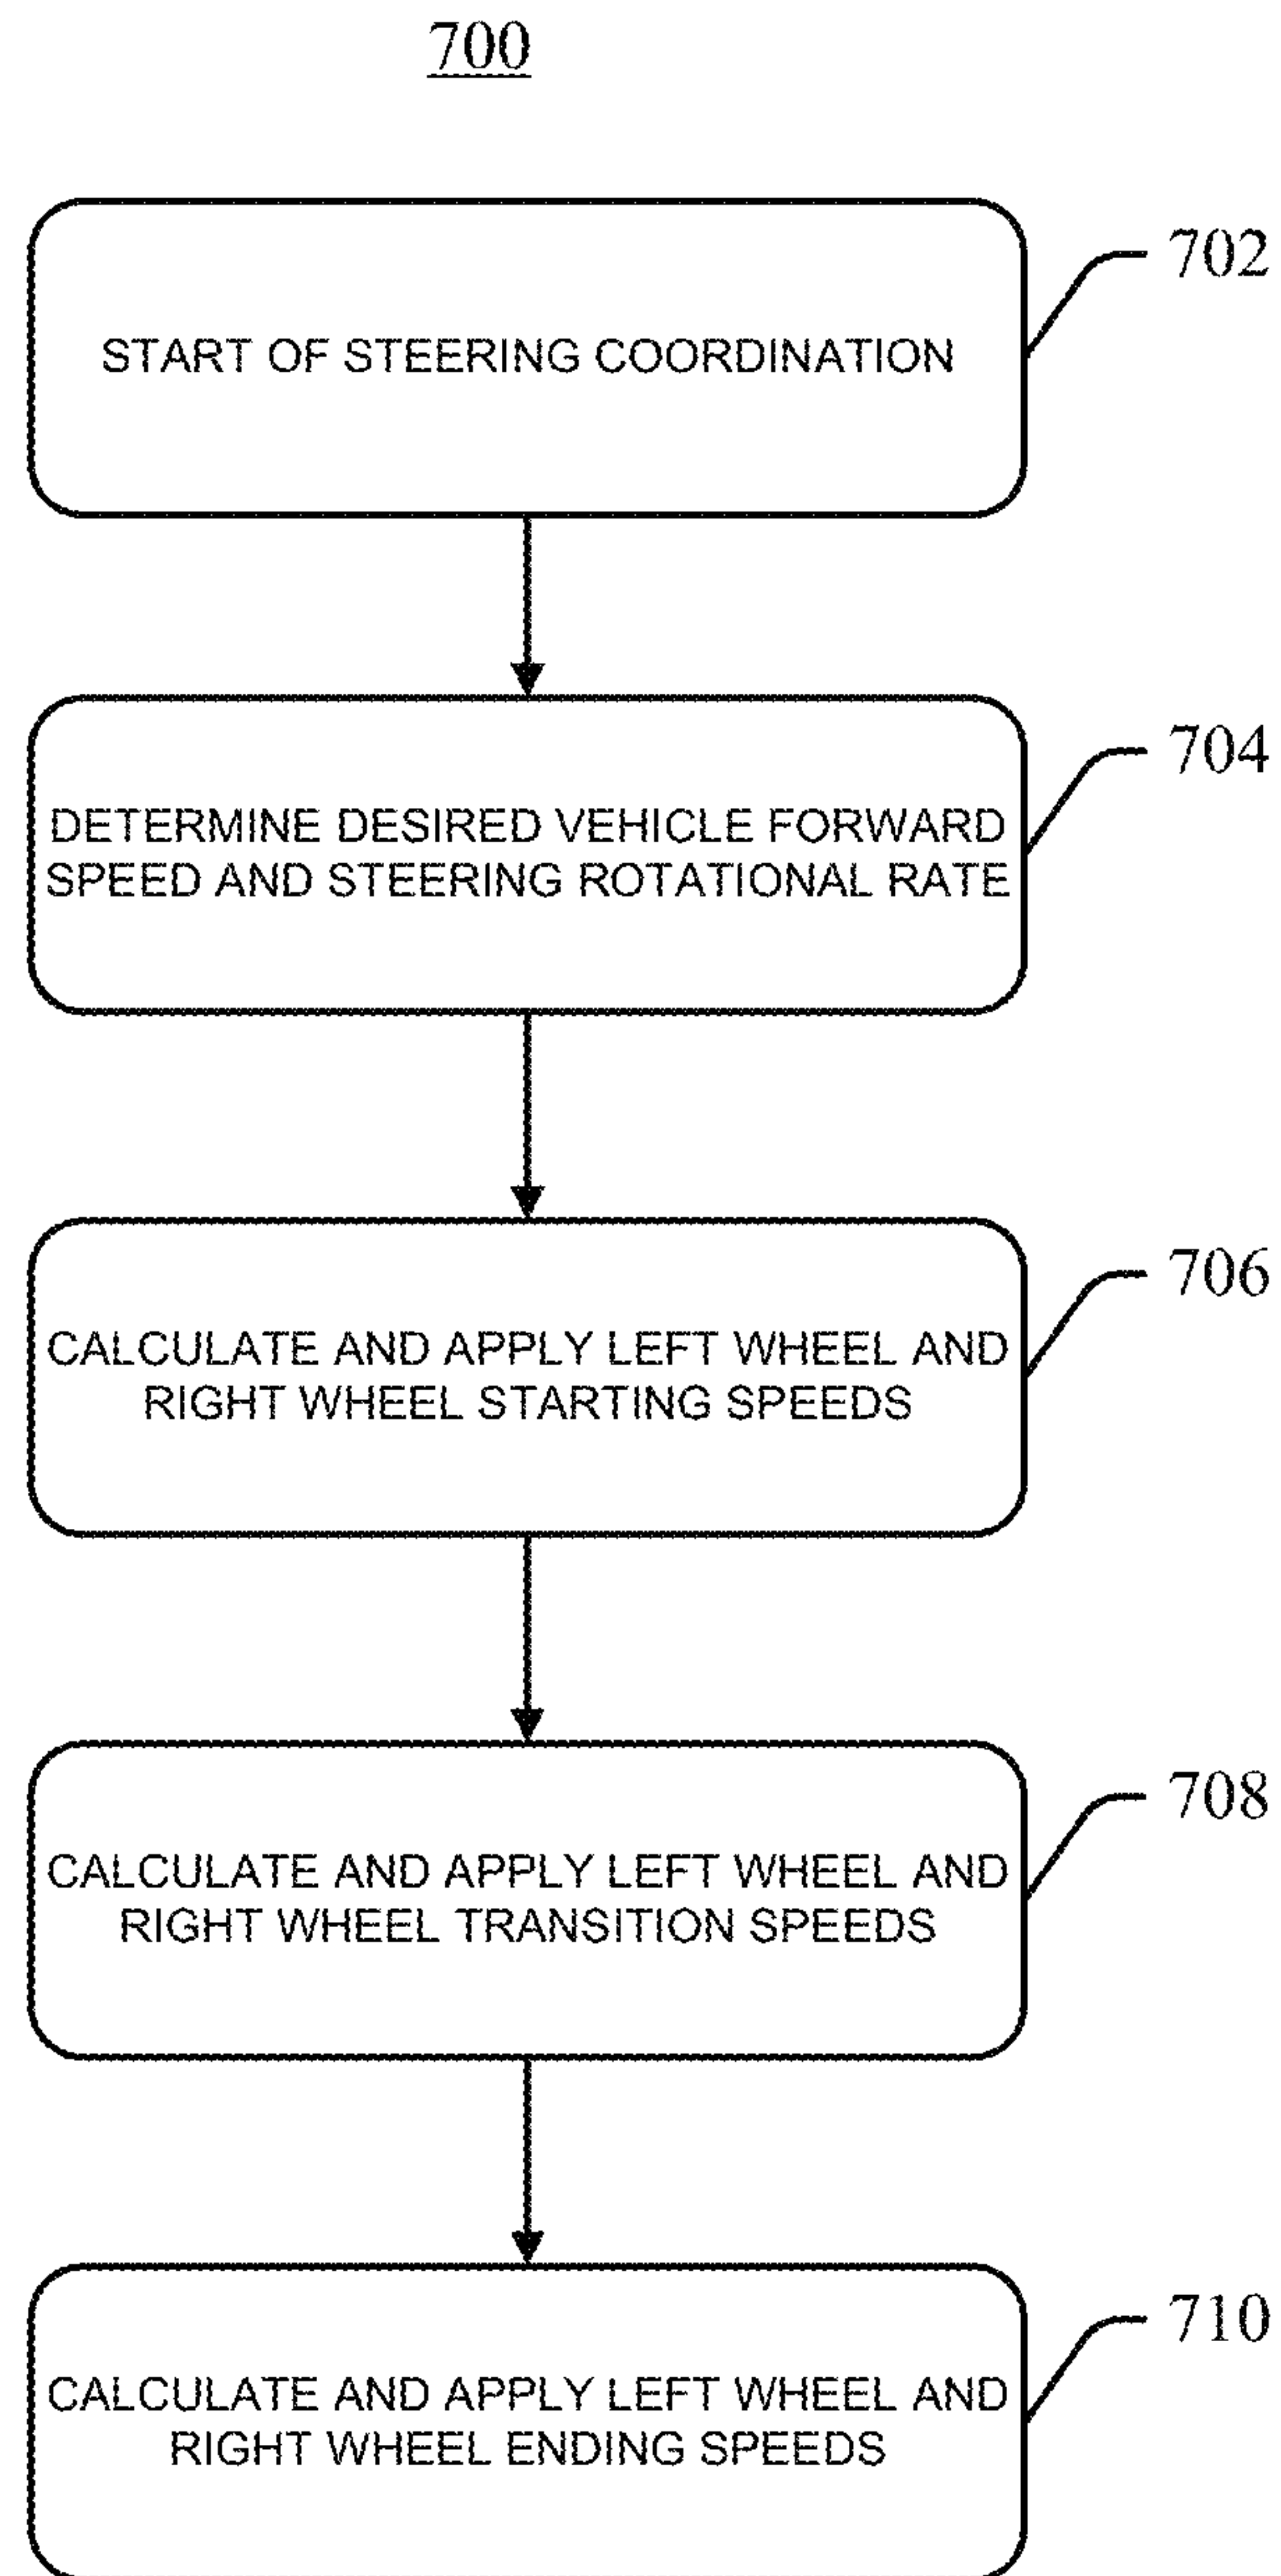 700
START OF STEERING COORDINATION
702
DETERMINE DESIRED VEHICLE FORWARD
SPEED AND STEERING ROTATIONAL RATE
704
CALCULATE AND APPLY LEFT WHEEL AND
RIGHT WHEEL STARTING SPEEDS
706
CALCULATE AND APPLY LEFT WHEEL AND
RIGHT WHEEL TRANSITION SPEEDS
708
CALCULATE AND APPLY LEFT WHEEL AND
RIGHT WHEEL ENDING SPEEDS
710